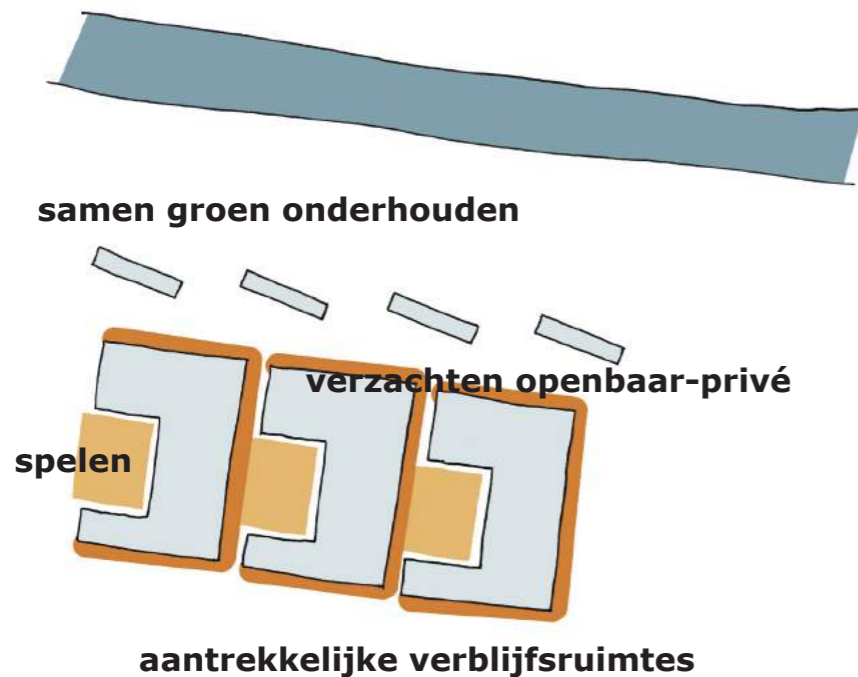 samen groen onderhouden
verzachten openbaar-privé
spelen
aantrekkelijke verblijfsruimtes